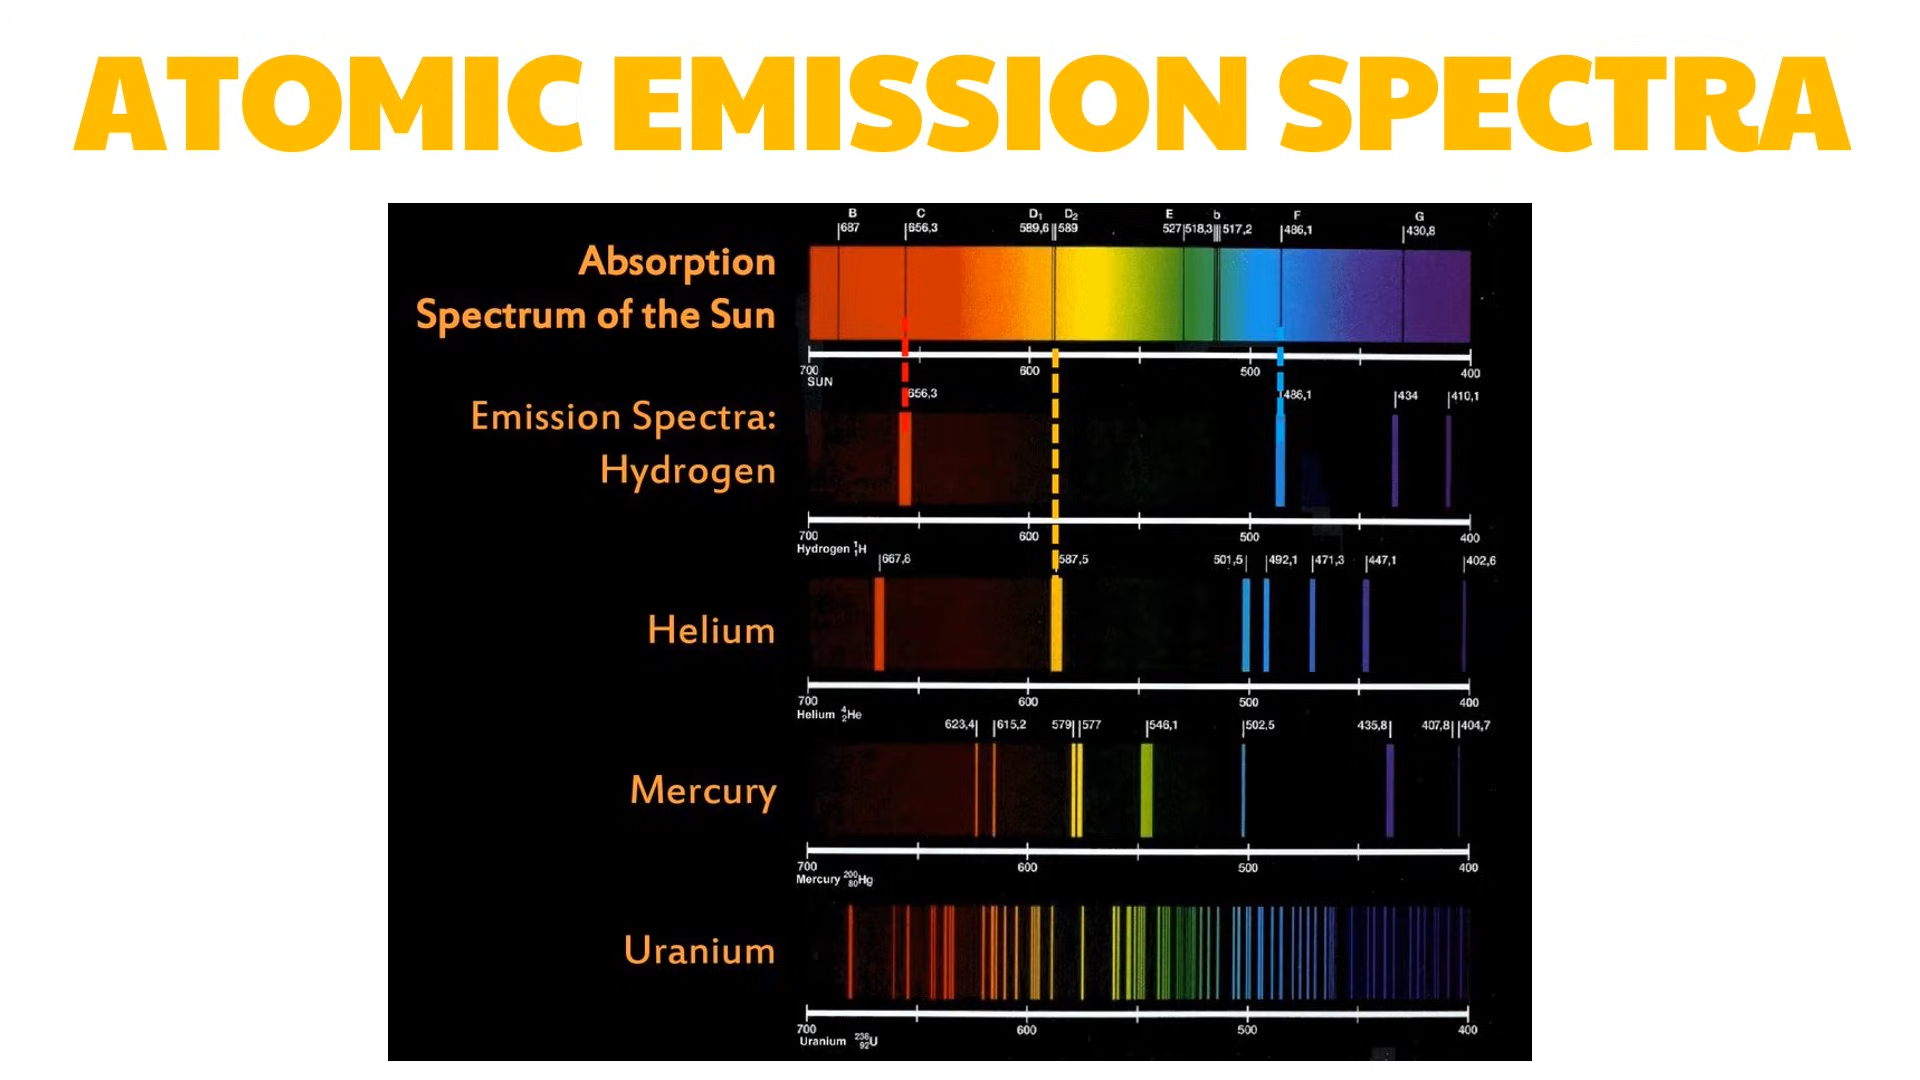 ATOMIC EMISSION SPECTRA
B C D₁ D₂ E b F G
687 656,3 589,6 589 527 518,3 517,2 486,1 430,8
Absorption
Spectrum of the Sun
700 600 500 400
SUN
656,3 486,1 434 410,1
Emission Spectra:
Hydrogen
700 600 500 400
Hydrogen ¹₁H
667,8 587,5 501,5 492,1 471,3 447,1 402,6
Helium
700 600 500 400
Helium ⁴₂He
623,4 615,2 579 577 546,1 502,5 435,8 407,8 404,7
Mercury
700 600 500 400
Mercury ²⁰⁰₈₀Hg
Uranium
700 600 500 400
Uranium ²³⁸₉₂U